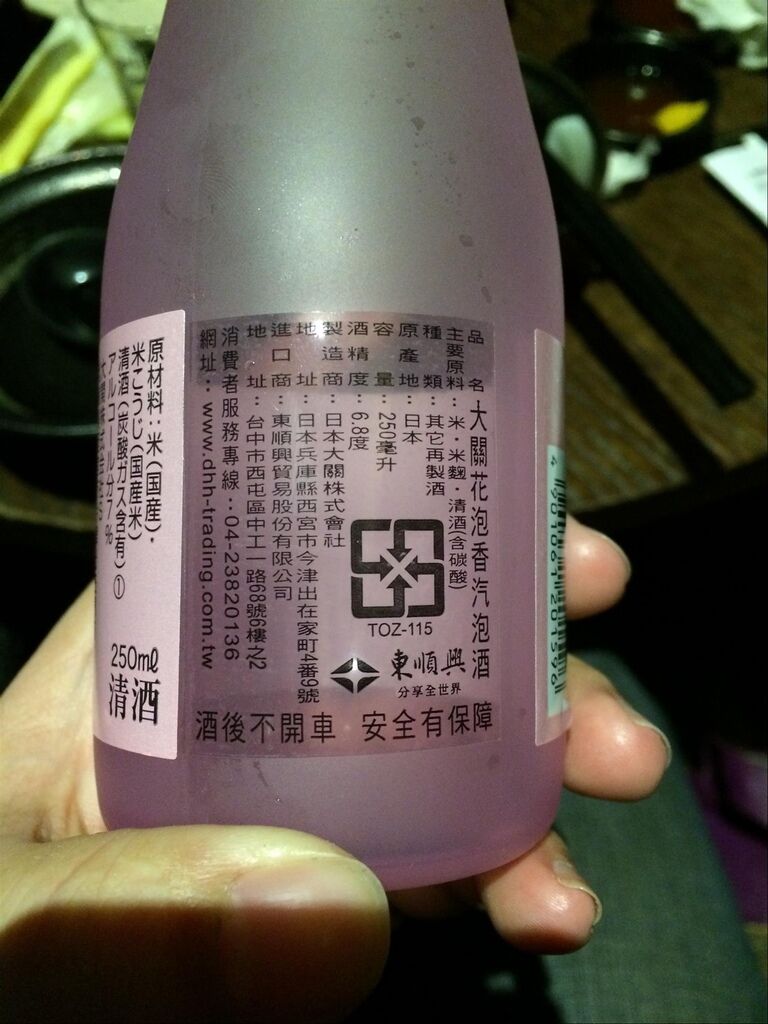 品名：大關花泡香汽泡酒
主要原料：米・米麴・清酒(含碳酸)
種類：其它再製酒
原產地：日本
容量：250毫升
酒精度：6.8度
製造商：日本大關株式會社
地址：日本兵庫縣西宮市今津出在家町4番9號
進口商：東順興貿易股份有限公司
地址：台中市西屯區中工一路68號6樓之2
消費者服務專線：04-23820136
網址：www.dhh-trading.com.tw
TOZ-115
東順興
分享全世界
酒後不開車 安全有保障
原材料：米(国産)・
米こうじ(国産米)
清酒(炭酸ガス含有) ①
アルコール分7%
250ml
清酒